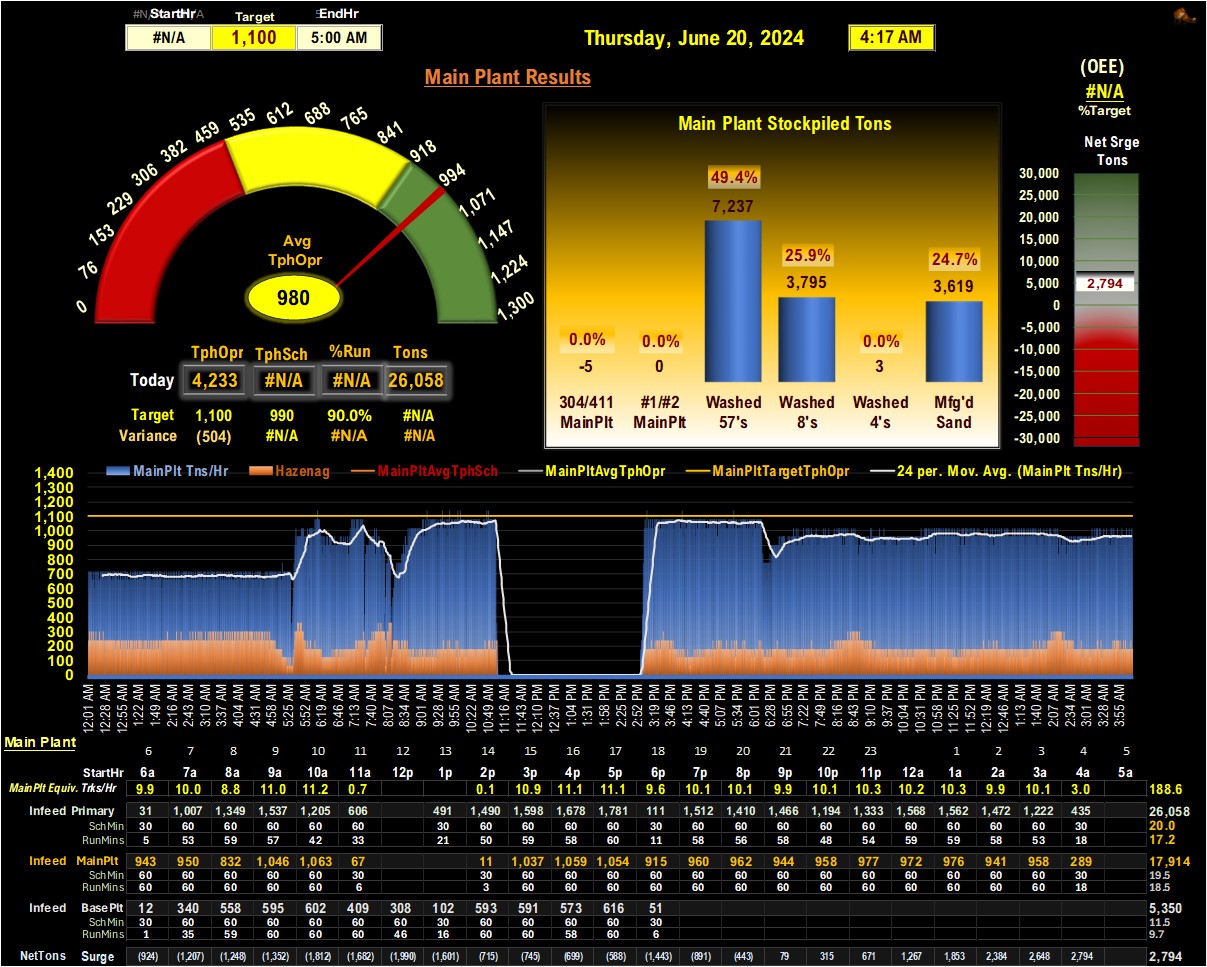 StartHr Target EndHr
#N/A 1,100 5:00 AM
Thursday, June 20, 2024 4:17 AM
Main Plant Results
(OEE)
#N/A
%Target
Net Srge
Tons
0 76 153 229 306 382 459 535 612 688 765 841 918 994 1,071 1,147 1,224 1,300
Avg
TphOpr
980
TphOpr TphSch %Run Tons
Today 4,233 #N/A #N/A 26,058
Target 1,100 990 90.0% #N/A
Variance (504) #N/A #N/A #N/A
Main Plant Stockpiled Tons
0.0% 0.0% 49.4% 25.9% 0.0% 24.7%
-5 0 7,237 3,795 3 3,619
304/411 #1/#2 Washed Washed Washed Mfg'd
MainPlt MainPlt 57's 8's 4's Sand
30,000
25,000
20,000
15,000
10,000
5,000
2,794
0
-5,000
-10,000
-15,000
-20,000
-25,000
-30,000
MainPlt Tns/Hr Hazenag MainPltAvgTphSch MainPltAvgTphOpr MainPltTargetTphOpr 24 per. Mov. Avg. (MainPlt Tns/Hr)
1,400
1,300
1,200
1,100
1,000
900
800
700
600
500
400
300
200
100
0
12:01 AM 12:28 AM 12:55 AM 1:22 AM 1:49 AM 2:16 AM 2:43 AM 3:10 AM 3:37 AM 4:04 AM 4:31 AM 4:58 AM 5:25 AM 5:52 AM 6:19 AM 6:46 AM 7:13 AM 7:40 AM 8:07 AM 8:34 AM 9:01 AM 9:28 AM 9:55 AM 10:22 AM 10:49 AM 11:16 AM 11:43 AM 12:10 PM 12:37 PM 1:04 PM 1:31 PM 1:58 PM 2:25 PM 2:52 PM 3:19 PM 3:46 PM 4:13 PM 4:40 PM 5:07 PM 5:34 PM 6:01 PM 6:28 PM 6:55 PM 7:22 PM 7:49 PM 8:16 PM 8:43 PM 9:10 PM 9:37 PM 10:04 PM 10:31 PM 10:58 PM 11:25 PM 11:52 PM 12:19 AM 12:46 AM 1:13 AM 1:40 AM 2:07 AM 2:34 AM 3:01 AM 3:28 AM 3:55 AM
Main Plant
6 7 8 9 10 11 12 13 14 15 16 17 18 19 20 21 22 23 1 2 3 4 5
StartHr 6a 7a 8a 9a 10a 11a 12p 1p 2p 3p 4p 5p 6p 7p 8p 9p 10p 11p 12a 1a 2a 3a 4a 5a
MainPlt Equiv. Trks/Hr 9.9 10.0 8.8 11.0 11.2 0.7 0.1 10.9 11.1 11.1 9.6 10.1 10.1 9.9 10.1 10.3 10.2 10.3 9.9 10.1 3.0 188.6
Infeed Primary 31 1,007 1,349 1,537 1,205 606 491 1,490 1,598 1,678 1,781 111 1,512 1,410 1,466 1,194 1,333 1,568 1,562 1,472 1,222 435 26,058
SchMin 30 60 60 60 60 60 30 60 60 60 60 30 60 60 60 60 60 60 60 60 60 30 20.0
RunMins 5 53 59 57 42 33 21 50 59 58 60 11 58 56 58 48 54 59 59 58 53 18 17.2
Infeed MainPlt 943 950 832 1,046 1,063 67 11 1,037 1,059 1,054 915 960 962 944 958 977 972 976 941 958 289 17,914
SchMin 60 60 60 60 60 30 30 60 60 60 60 60 60 60 60 60 60 60 60 60 30 19.5
RunMins 60 60 60 60 60 6 3 60 60 60 60 60 60 60 60 60 60 60 60 60 18 18.5
Infeed BasePlt 12 340 558 595 602 409 308 102 593 591 573 616 51 5,350
SchMin 30 60 60 60 60 60 60 30 60 60 60 60 30 11.5
RunMins 1 35 59 60 60 60 46 16 60 60 58 60 6 9.7
NetTons Surge (924) (1,207) (1,248) (1,352) (1,812) (1,682) (1,990) (1,601) (715) (745) (699) (588) (1,443) (891) (443) 79 315 671 1,267 1,853 2,384 2,648 2,794 2,794